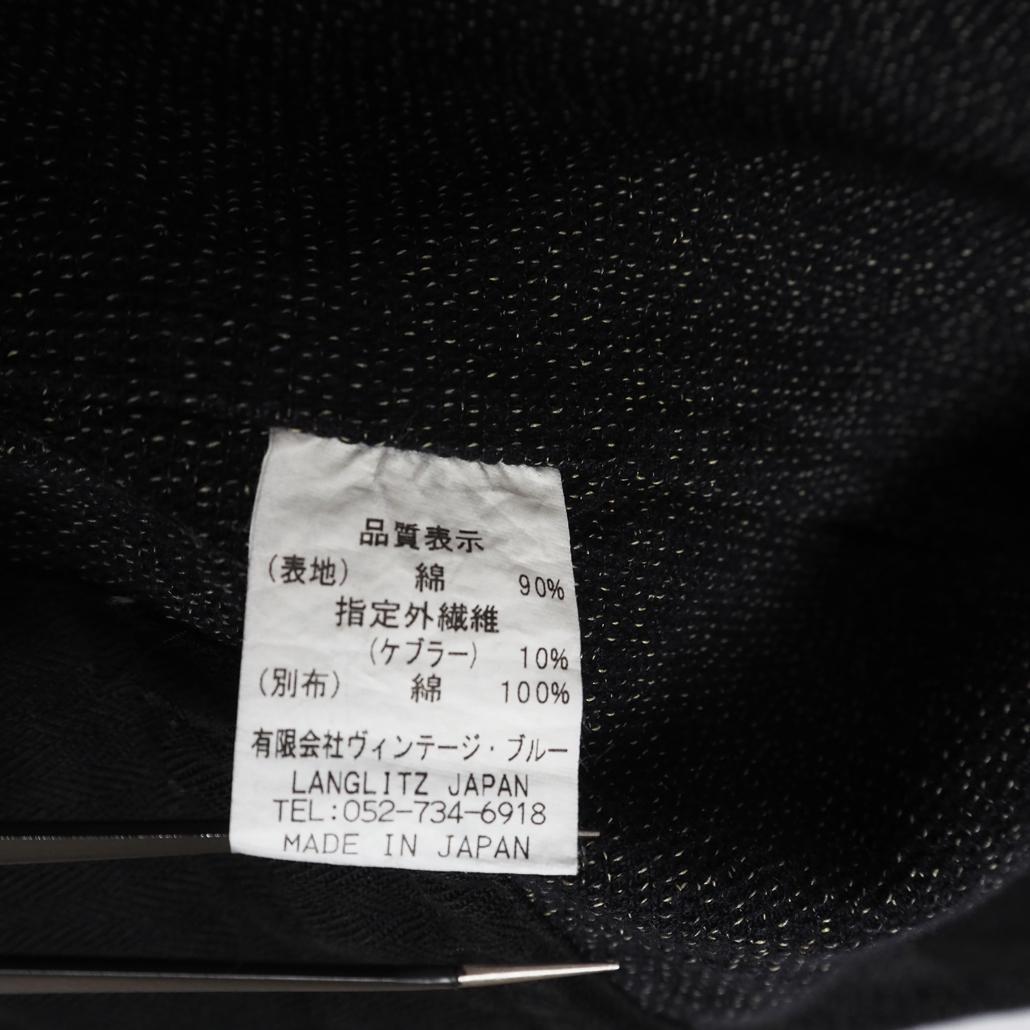 品質表示
(表地) 綿 90%
指定外繊維
(ケブラー) 10%
(別布) 綿 100%
有限会社ヴィンテージ・ブルー
LANGLITZ JAPAN
TEL:052-734-6918
MADE IN JAPAN